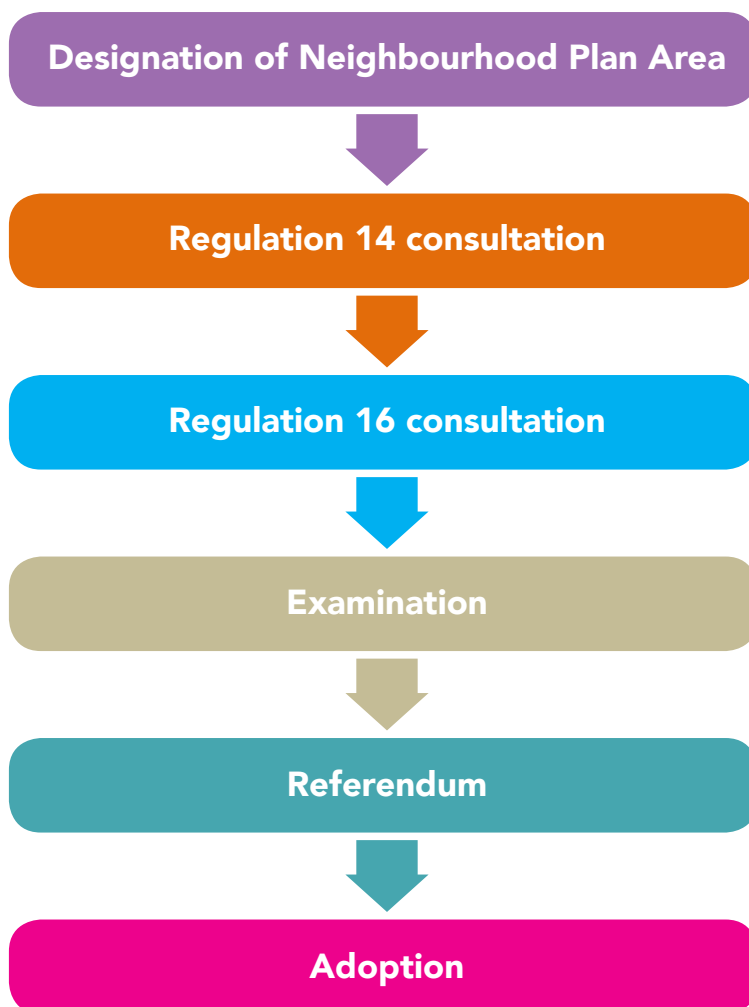 Designation of Neighbourhood Plan Area
Regulation 14 consultation
Regulation 16 consultation
Examination
Referendum
Adoption